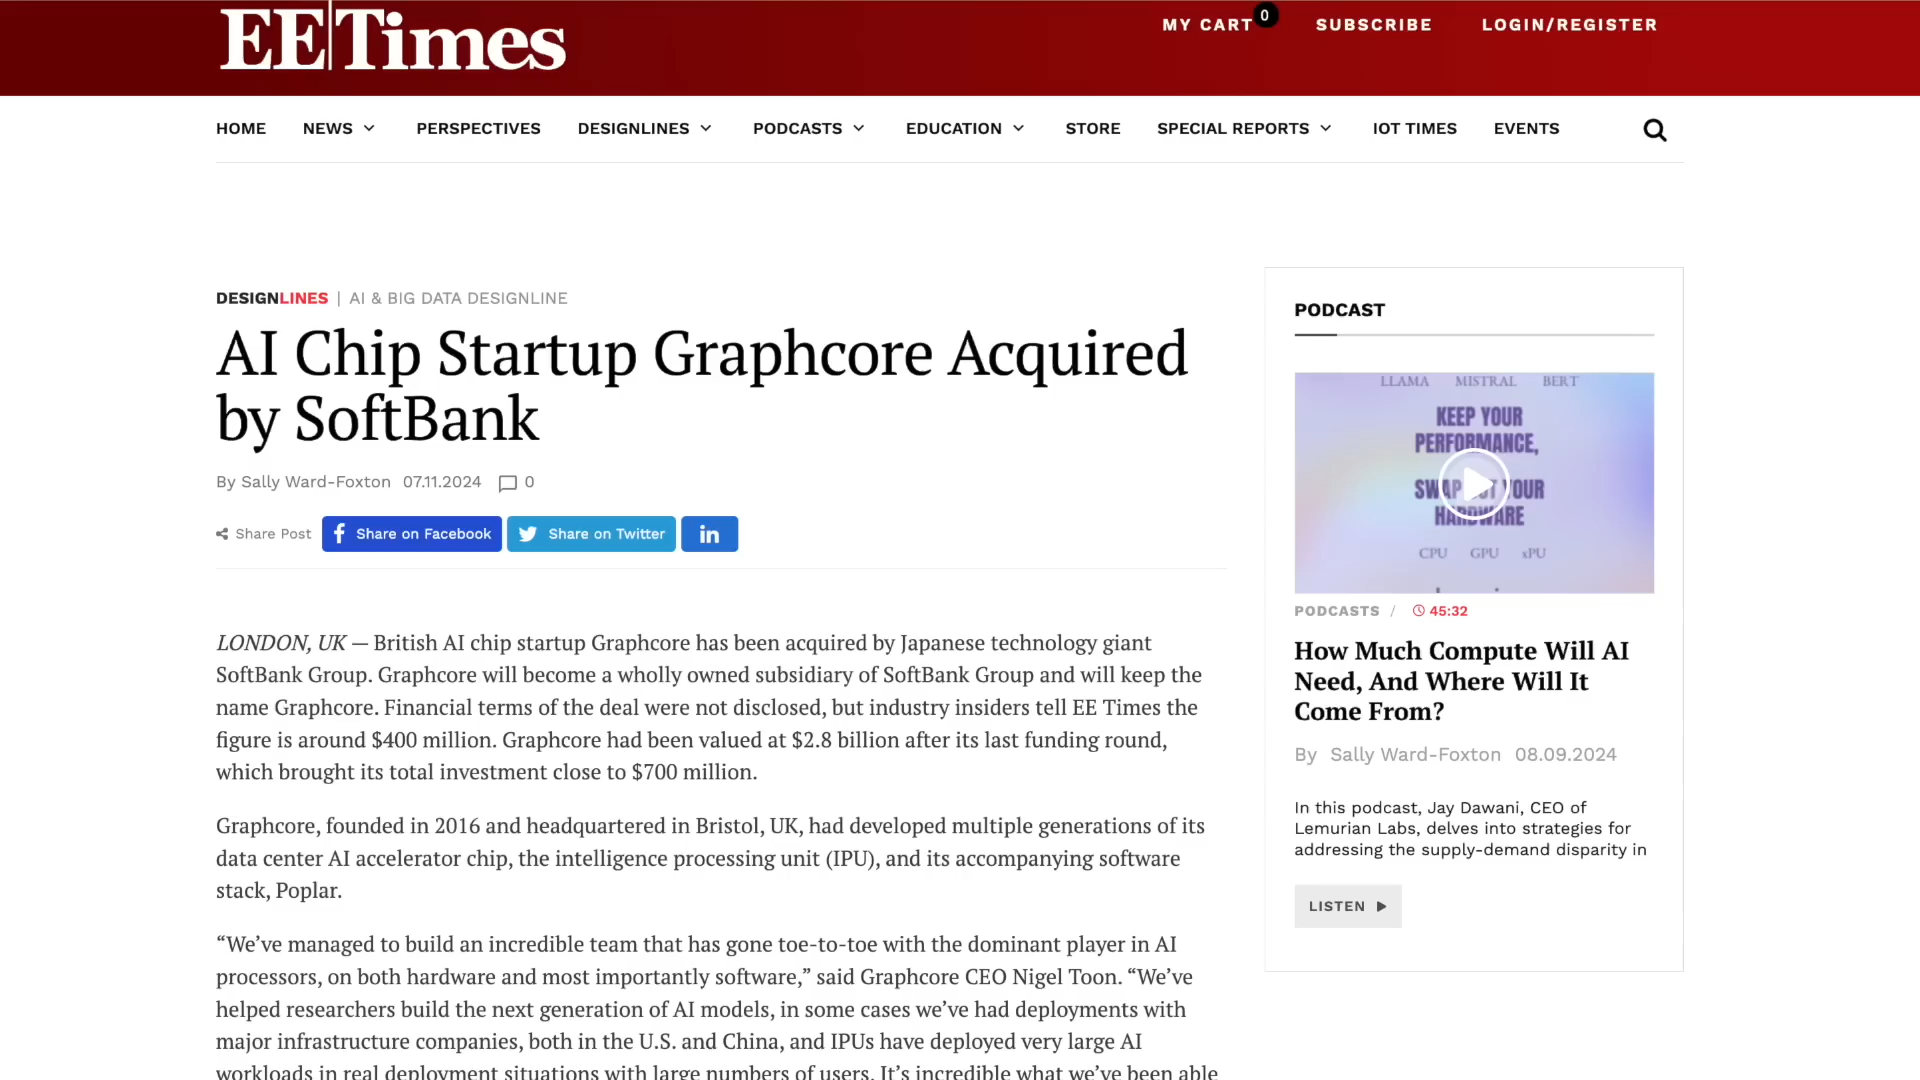 EE|Times
MY CART 0 SUBSCRIBE LOGIN/REGISTER
HOME NEWS PERSPECTIVES DESIGNLINES PODCASTS EDUCATION STORE SPECIAL REPORTS IOT TIMES EVENTS
DESIGNLINES | AI & BIG DATA DESIGNLINE
AI Chip Startup Graphcore Acquired
by SoftBank
By Sally Ward-Foxton 07.11.2024 0
Share Post Share on Facebook Share on Twitter in
LONDON, UK — British AI chip startup Graphcore has been acquired by Japanese technology giant
SoftBank Group. Graphcore will become a wholly owned subsidiary of SoftBank Group and will keep the
name Graphcore. Financial terms of the deal were not disclosed, but industry insiders tell EE Times the
figure is around $400 million. Graphcore had been valued at $2.8 billion after its last funding round,
which brought its total investment close to $700 million.
Graphcore, founded in 2016 and headquartered in Bristol, UK, had developed multiple generations of its
data center AI accelerator chip, the intelligence processing unit (IPU), and its accompanying software
stack, Poplar.
“We’ve managed to build an incredible team that has gone toe-to-toe with the dominant player in AI
processors, on both hardware and most importantly software,” said Graphcore CEO Nigel Toon. “We’ve
helped researchers build the next generation of AI models, in some cases we’ve had deployments with
major infrastructure companies, both in the U.S. and China, and IPUs have deployed very large AI
workloads in real deployment situations with large numbers of users. It’s incredible what we’ve been able
PODCAST
LLAMA MISTRAL BERT
KEEP YOUR
PERFORMANCE,
SWAP OUT YOUR
HARDWARE
CPU GPU xPU
PODCASTS / 45:32
How Much Compute Will AI
Need, And Where Will It
Come From?
By Sally Ward-Foxton 08.09.2024
In this podcast, Jay Dawani, CEO of
Lemurian Labs, delves into strategies for
addressing the supply-demand disparity in
LISTEN